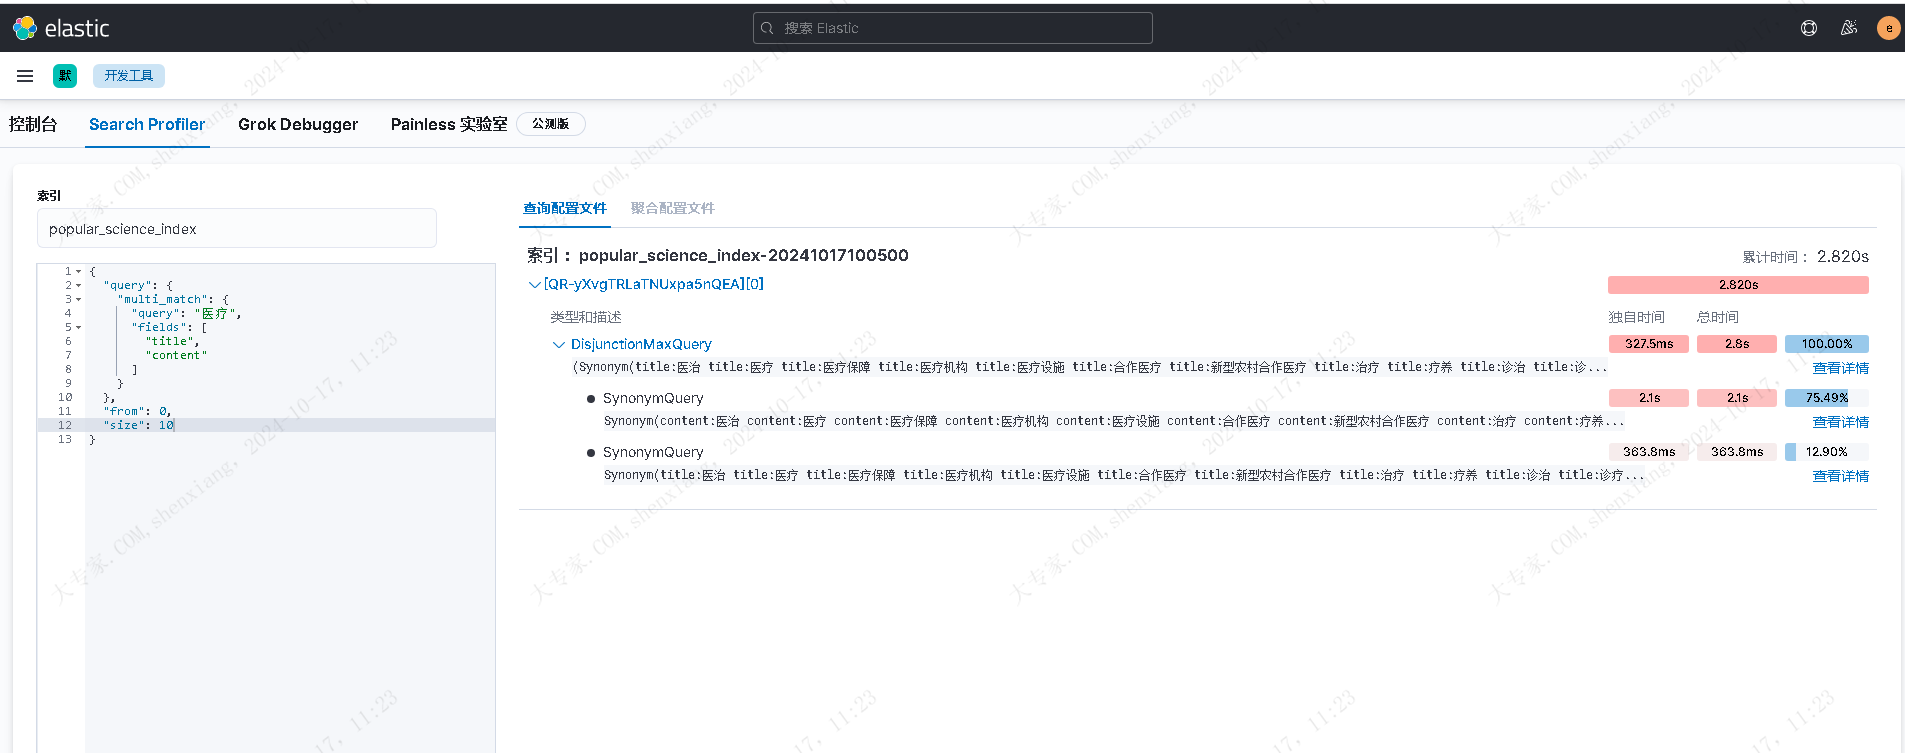 elastic
搜索 Elastic
e
默 开发工具
控制台 Search Profiler Grok Debugger Painless 实验室 公测版
索引
popular_science_index
1 {
2 "query": {
3 "multi_match": {
4 "query": "医疗",
5 "fields": [
6 "title",
7 "content"
8 ]
9 }
10 },
11 "from": 0,
12 "size": 10
13 }
查询配置文件 聚合配置文件
索引： popular_science_index-20241017100500 累计时间： 2.820s
[QR-yXvgTRLaTNUxpa5nQEA][0] 2.820s
类型和描述 独自时间 总时间
DisjunctionMaxQuery 327.5ms 2.8s 100.00%
(Synonym(title:医治 title:医疗 title:医疗保障 title:医疗机构 title:医疗设施 title:合作医疗 title:新型农村合作医疗 title:治疗 title:疗养 title:诊治 title:诊... 查看详情
SynonymQuery 2.1s 2.1s 75.49%
Synonym(content:医治 content:医疗 content:医疗保障 content:医疗机构 content:医疗设施 content:合作医疗 content:新型农村合作医疗 content:治疗 content:疗养... 查看详情
SynonymQuery 363.8ms 363.8ms 12.90%
Synonym(title:医治 title:医疗 title:医疗保障 title:医疗机构 title:医疗设施 title:合作医疗 title:新型农村合作医疗 title:治疗 title:疗养 title:诊治 title:诊疗... 查看详情
大专家.COM,shenxiang, 2024-10-17, 11:23